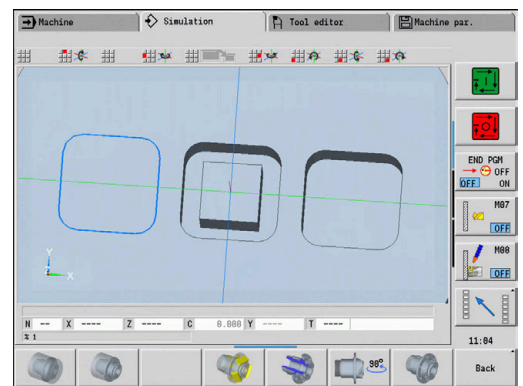 Machine
Simulation
Tool editor
Machine par.
END PGM
OFF
OFF ON
M07
OFF
M08
OFF
Y
X
N -- X ---- Z ---- C 0.000 Y ---- T ----
% 1
11:04
90°
Back